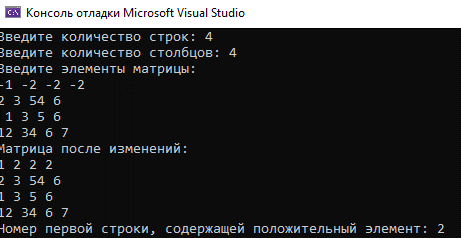 Консоль отладки Microsoft Visual Studio
Введите количество строк: 4
Введите количество столбцов: 4
Введите элементы матрицы:
-1 -2 -2 -2
2 3 54 6
1 3 5 6
12 34 6 7
Матрица после изменений:
1 2 2 2
2 3 54 6
1 3 5 6
12 34 6 7
Номер первой строки, содержащей положительный элемент: 2